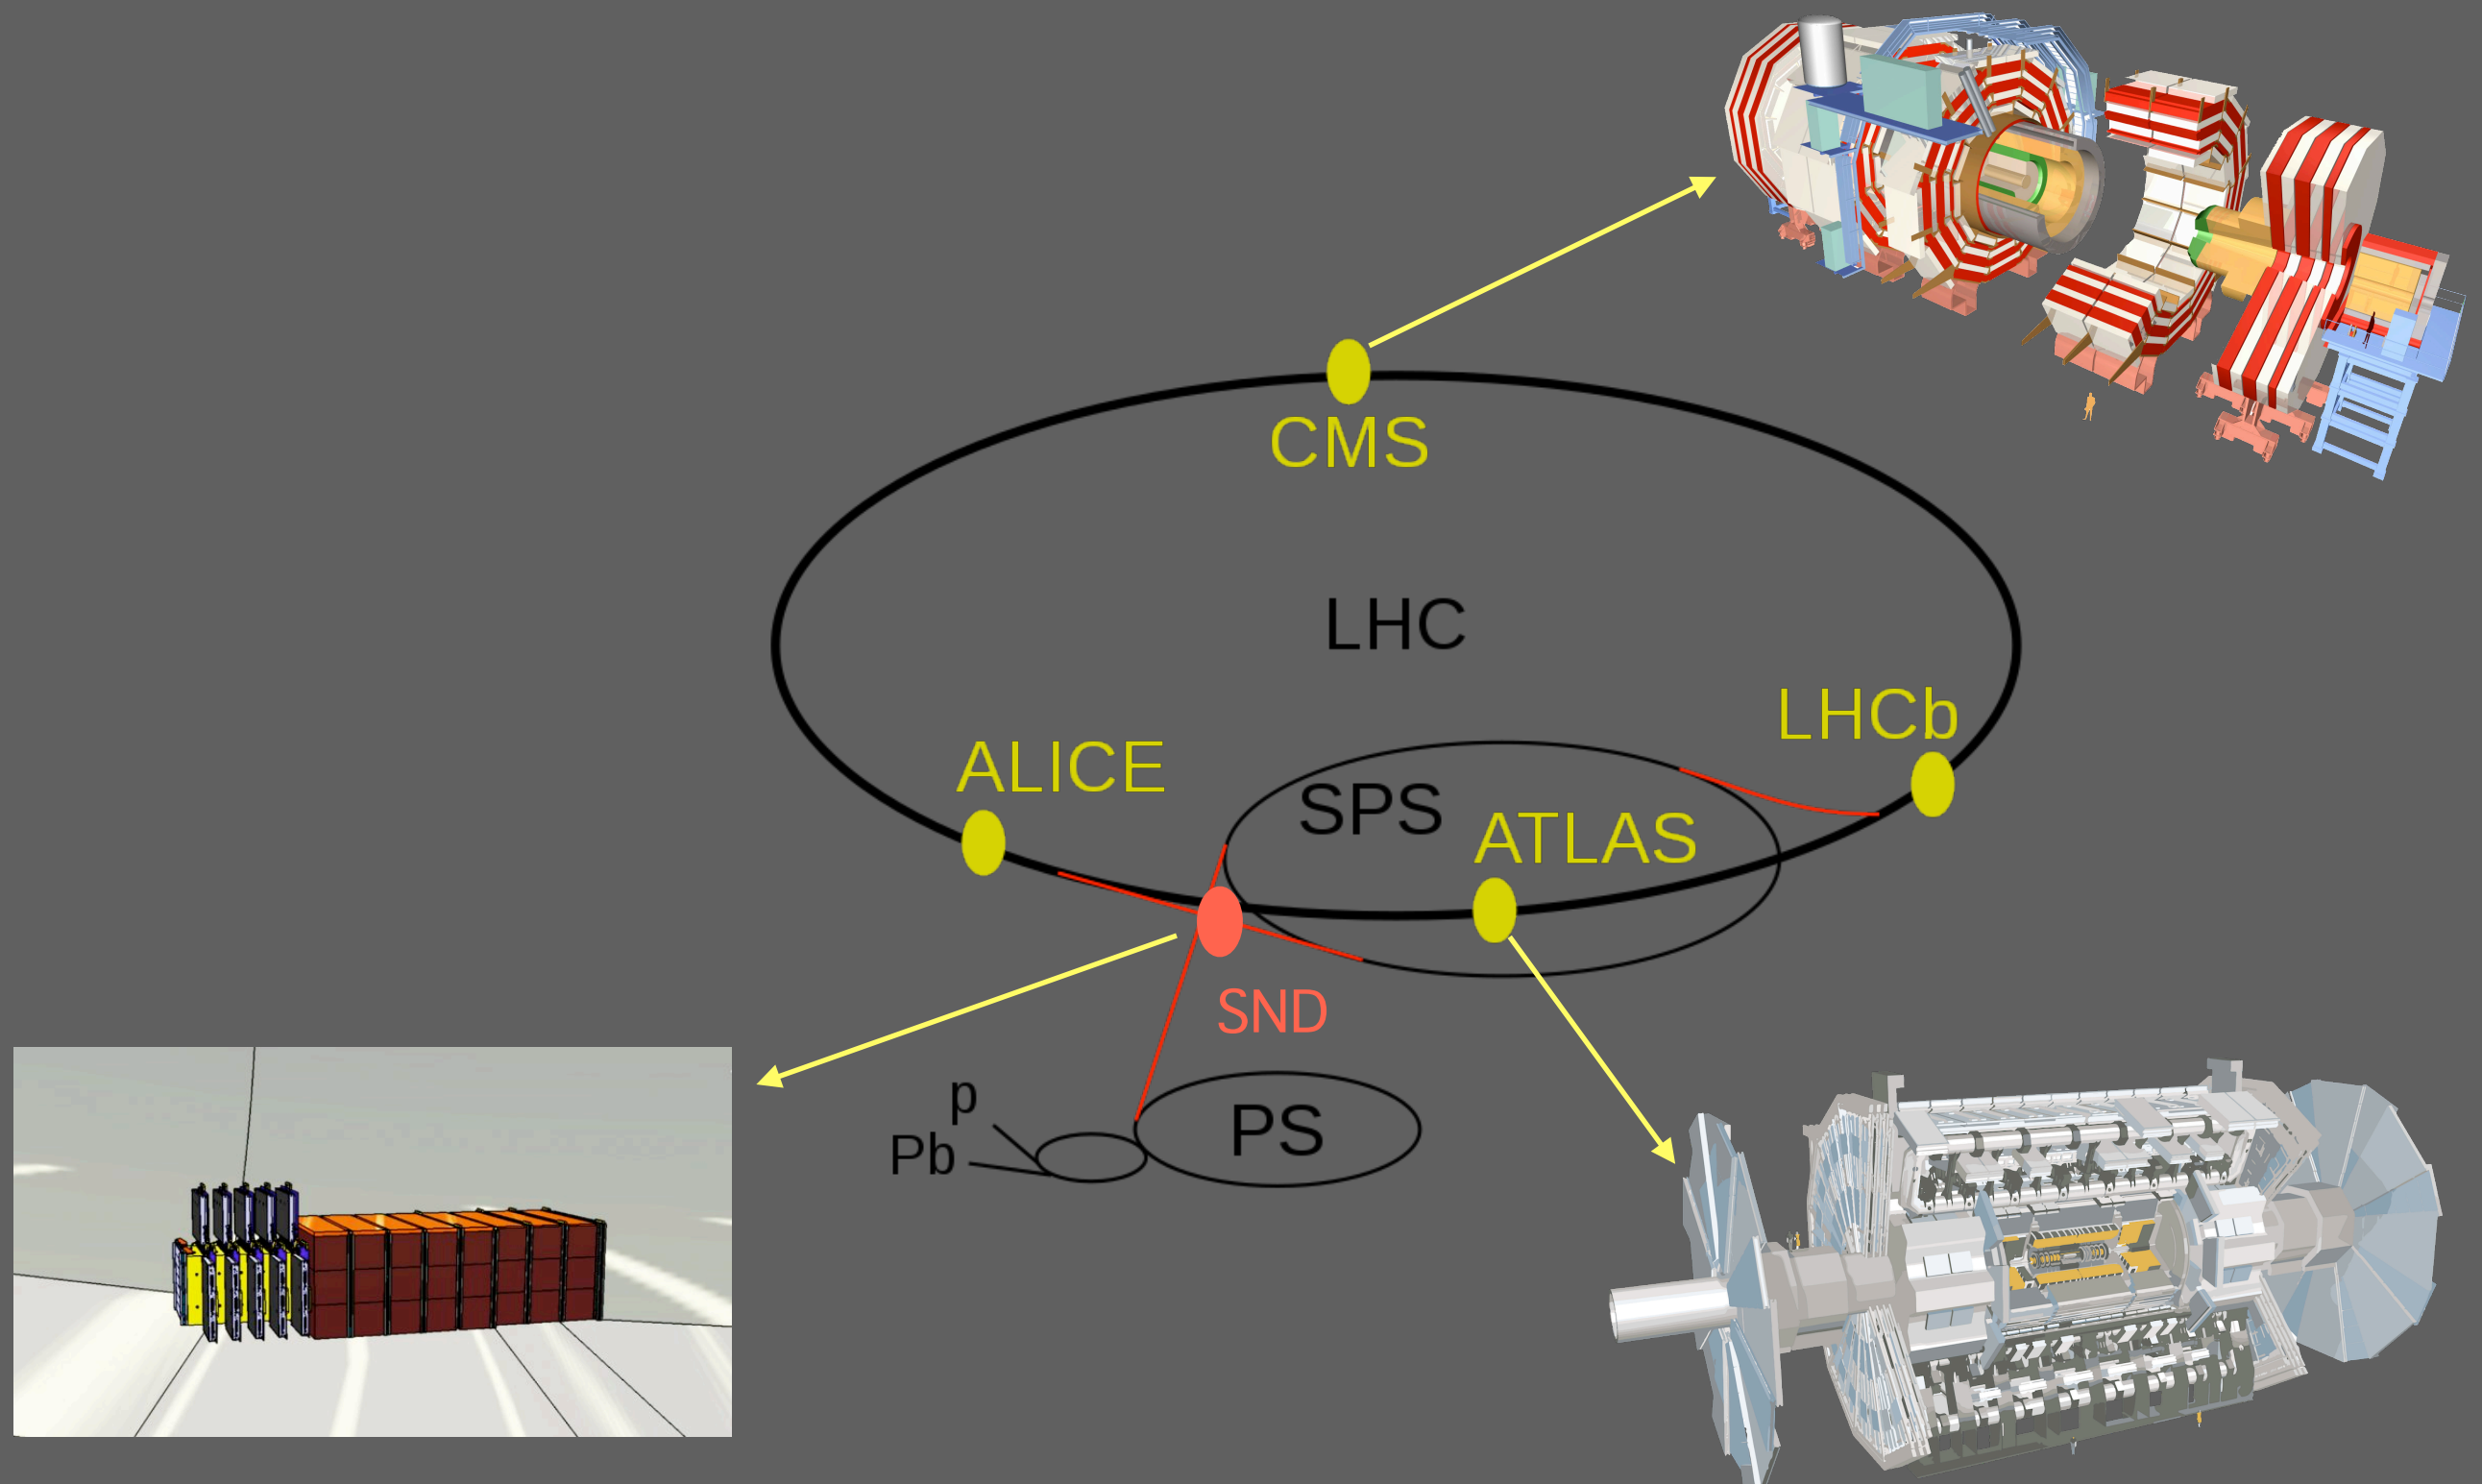 CMS
LHC
LHCb
ALICE
SPS
ATLAS
SND
p
Pb
PS